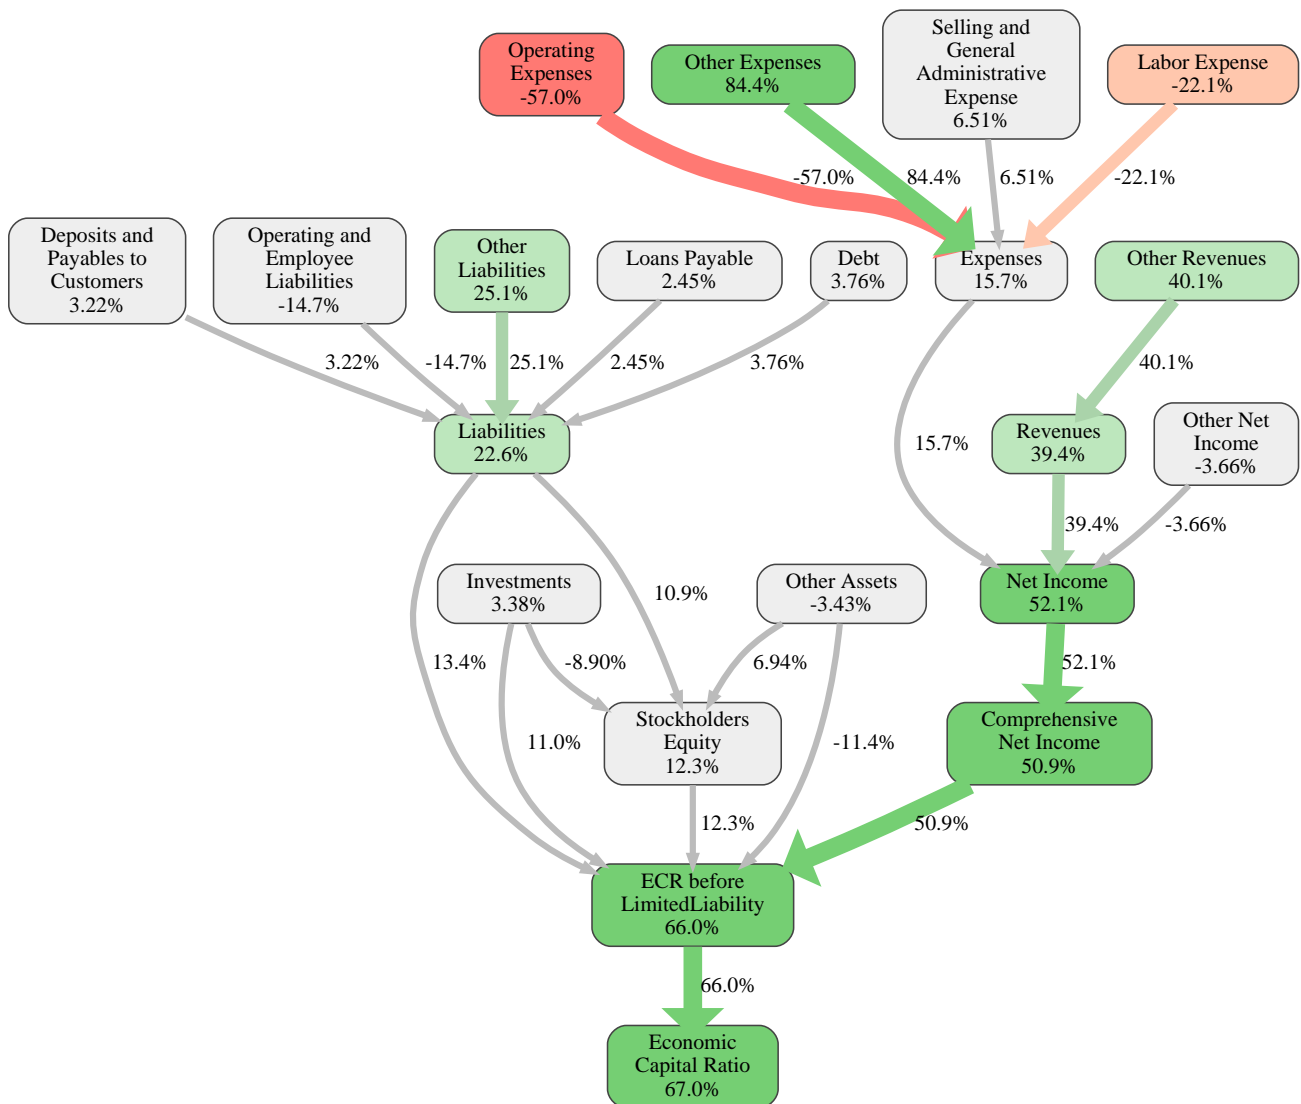 Operating
Expenses
-57.0%
Other Expenses
84.4%
Selling and
General
Administrative
Expense
6.51%
Labor Expense
-22.1%
-57.0%
84.4%
6.51%
-22.1%
Deposits and
Payables to
Customers
3.22%
Operating and
Employee
Liabilities
-14.7%
Other
Liabilities
25.1%
Loans Payable
2.45%
Debt
3.76%
Expenses
15.7%
Other Revenues
40.1%
3.22%
-14.7%
25.1%
2.45%
3.76%
40.1%
Liabilities
22.6%
15.7%
Revenues
39.4%
Other Net
Income
-3.66%
39.4%
-3.66%
Investments
3.38%
10.9%
Other Assets
-3.43%
Net Income
52.1%
13.4%
-8.90%
6.94%
52.1%
11.0%
Stockholders
Equity
12.3%
-11.4%
Comprehensive
Net Income
50.9%
12.3%
50.9%
ECR before
LimitedLiability
66.0%
66.0%
Economic
Capital Ratio
67.0%